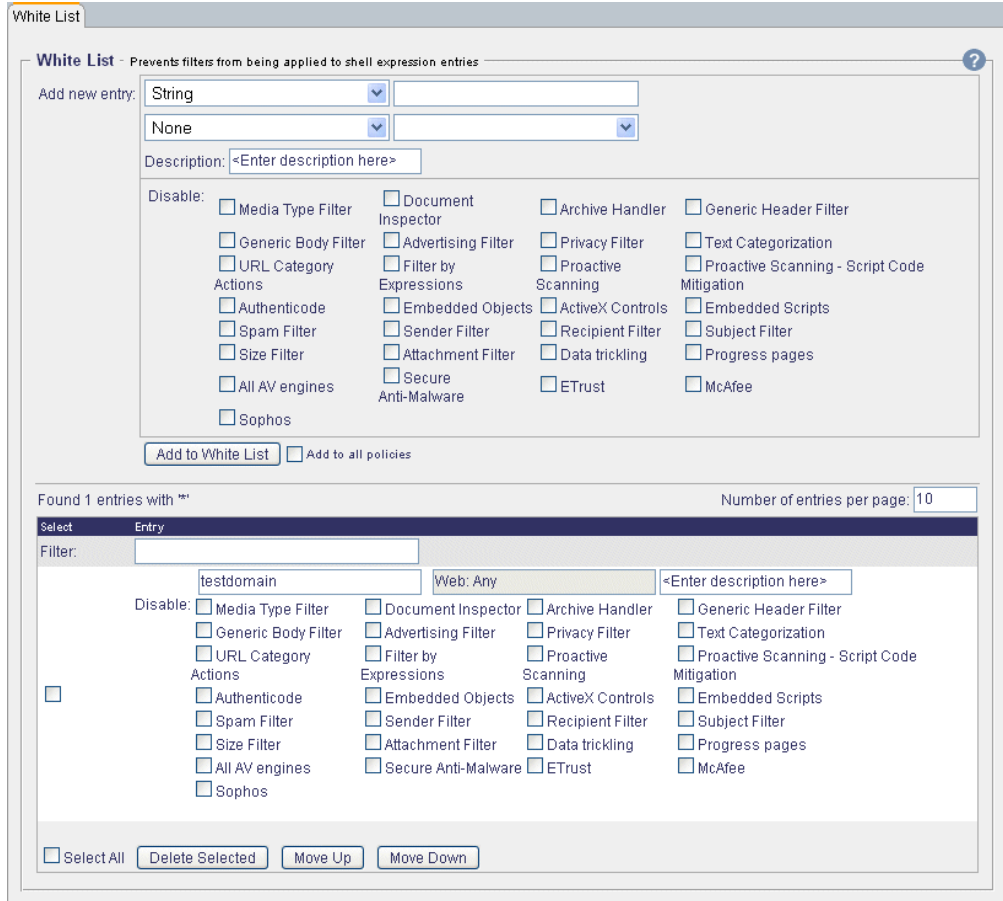 White List
White List - Prevents filters from being applied to shell expression entries
?
Add new entry: String
None
Description: <Enter description here>
Disable:
Media Type Filter Document Inspector Archive Handler Generic Header Filter
Generic Body Filter Advertising Filter Privacy Filter Text Categorization
URL Category Actions Filter by Expressions Proactive Scanning Proactive Scanning - Script Code Mitigation
Authenticode Embedded Objects ActiveX Controls Embedded Scripts
Spam Filter Sender Filter Recipient Filter Subject Filter
Size Filter Attachment Filter Data trickling Progress pages
All AV engines Secure Anti-Malware ETrust McAfee
Sophos
Add to White List Add to all policies
Found 1 entries with '*' Number of entries per page: 10
Select Entry
Filter:
testdomain Web: Any <Enter description here>
Disable: Media Type Filter Document Inspector Archive Handler Generic Header Filter
Generic Body Filter Advertising Filter Privacy Filter Text Categorization
URL Category Actions Filter by Expressions Proactive Scanning Proactive Scanning - Script Code Mitigation
Authenticode Embedded Objects ActiveX Controls Embedded Scripts
Spam Filter Sender Filter Recipient Filter Subject Filter
Size Filter Attachment Filter Data trickling Progress pages
All AV engines Secure Anti-Malware ETrust McAfee
Sophos
Select All Delete Selected Move Up Move Down